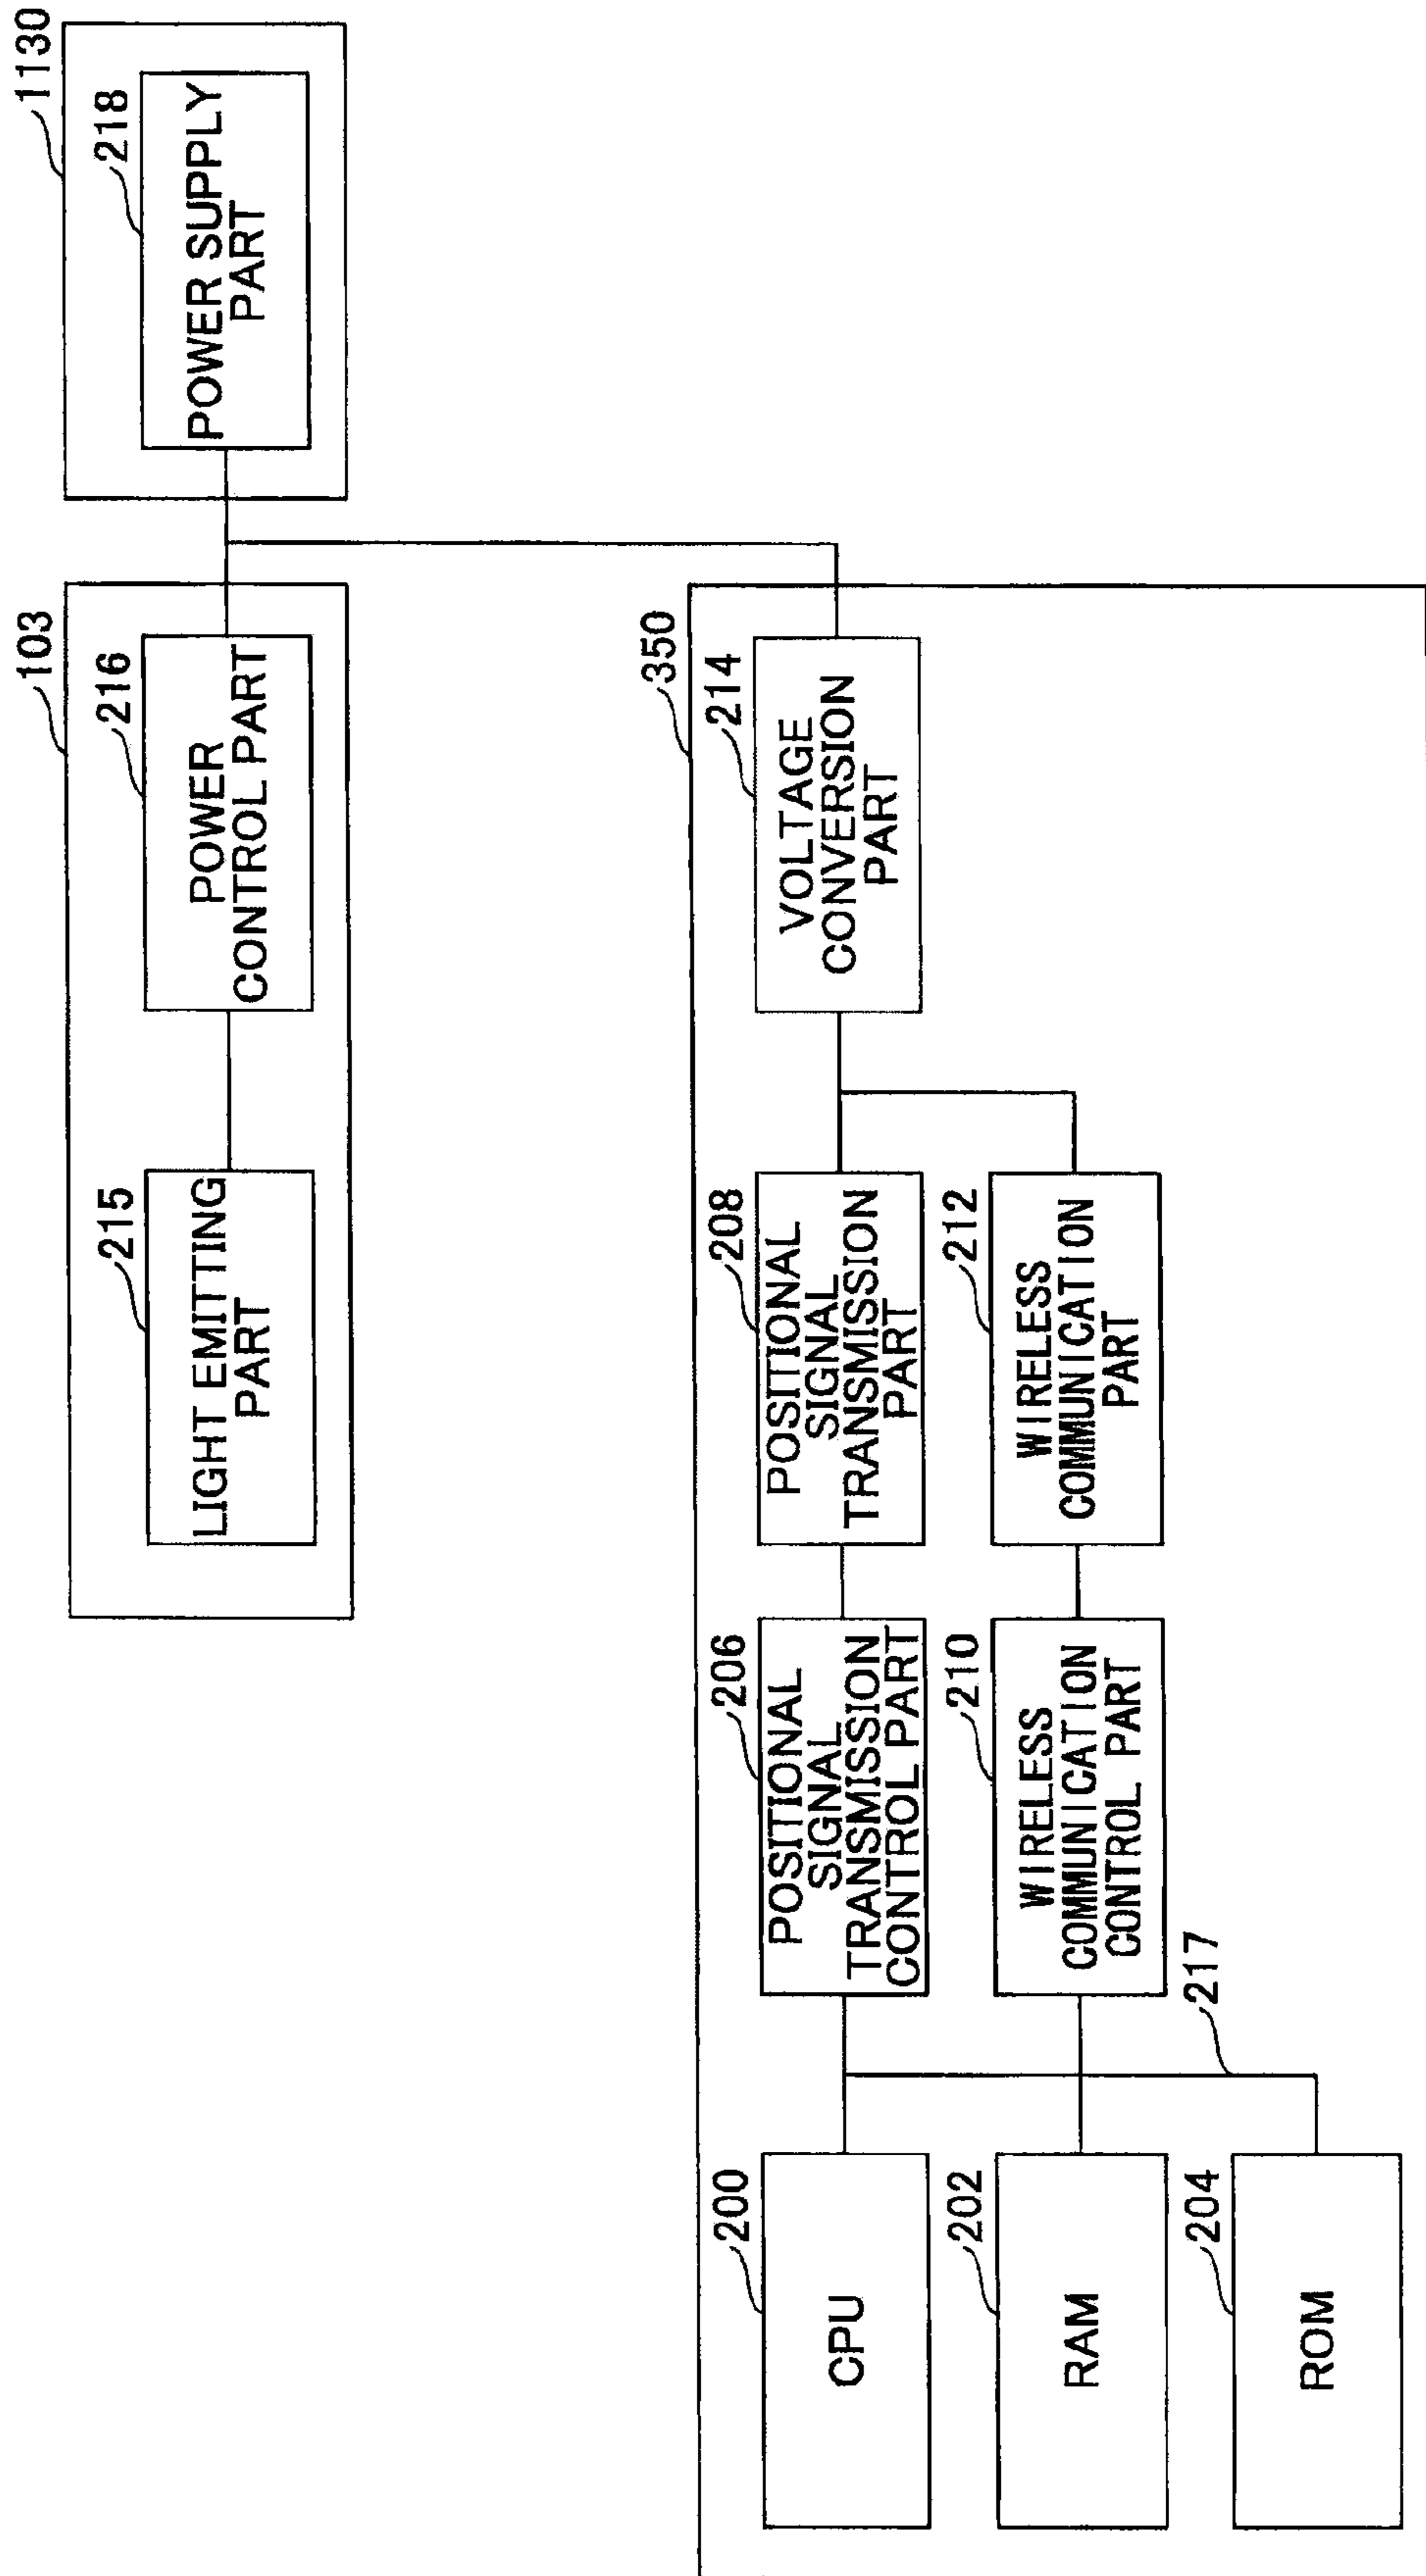 103
215
LIGHT EMITTING
PART
216
POWER
CONTROL PART
1130
218
POWER SUPPLY
PART
350
200
CPU
206
POSITIONAL
SIGNAL
TRANSMISSION
CONTROL PART
208
POSITIONAL
SIGNAL
TRANSMISSION
PART
214
VOLTAGE
CONVERSION
PART
202
RAM
210
WIRELESS
COMMUNICATION
CONTROL PART
212
WIRELESS
COMMUNICATION
PART
217
204
ROM